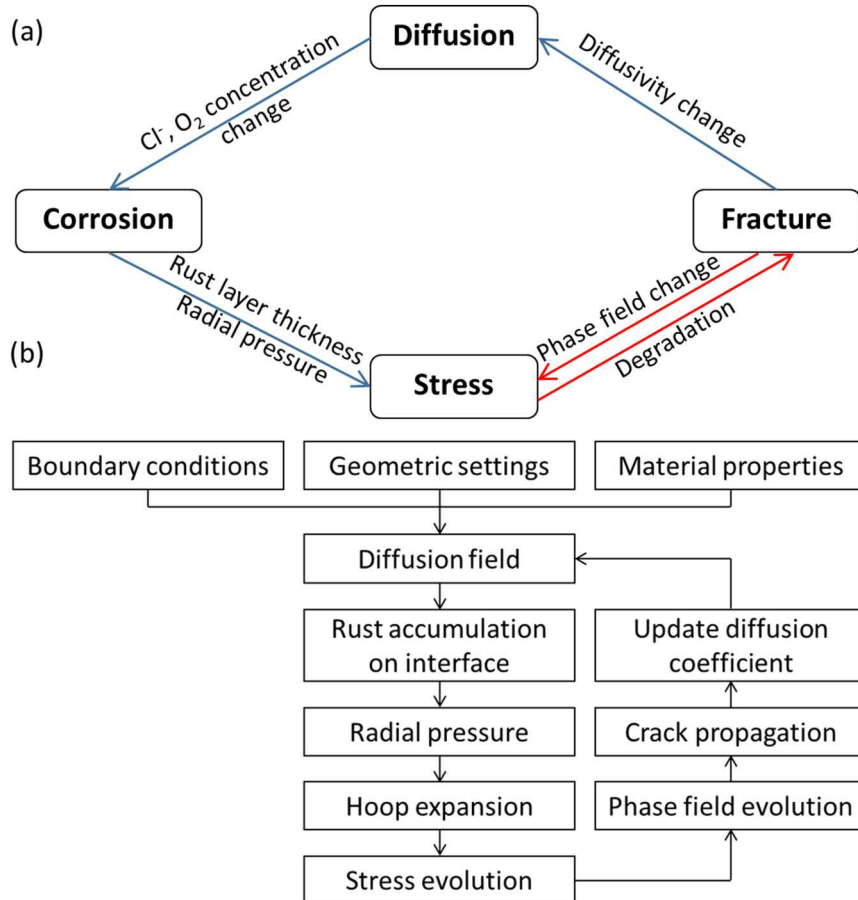 (a)
Diffusion
Cl⁻, O₂ concentration
change
Diffusivity change
Corrosion
Fracture
Rust layer thickness
Radial pressure
Phase field change
Degradation
Stress
(b)
Boundary conditions
Geometric settings
Material properties
Diffusion field
Rust accumulation
on interface
Update diffusion
coefficient
Radial pressure
Crack propagation
Hoop expansion
Phase field evolution
Stress evolution